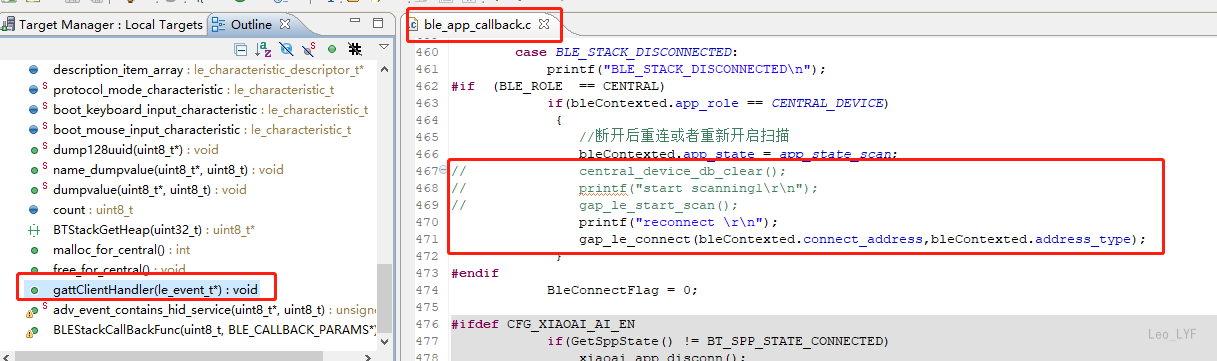 Target Manager : Local Targets
Outline
description_item_array : le_characteristic_descriptor_t*
protocol_mode_characteristic : le_characteristic_t
boot_keyboard_input_characteristic : le_characteristic_t
boot_mouse_input_characteristic : le_characteristic_t
dump128uuid(uint8_t*) : void
name_dumpvalue(uint8_t*, uint8_t) : void
dumpvalue(uint8_t*, uint8_t) : void
count : uint8_t
BTStackGetHeap(uint32_t) : uint8_t*
malloc_for_central() : int
free_for_central() : void
gattClientHandler(le_event_t*) : void
adv_event_contains_hid_service(uint8_t*, uint8_t) : unsigne
BLEStackCallBackFunc(uint8_t, BLE_CALLBACK_PARAMS*)
ble_app_callback.c
460 case BLE_STACK_DISCONNECTED:
461 printf("BLE_STACK_DISCONNECTED\n");
462 #if (BLE_ROLE == CENTRAL)
463 if(bleContexted.app_role == CENTRAL_DEVICE)
464 {
465 //断开后重连或者重新开启扫描
466 bleContexted.app_state = app_state_scan;
467 // central_device_db_clear();
468 // printf("start scanning1\r\n");
469 // gap_le_start_scan();
470 printf("reconnect \r\n");
471 gap_le_connect(bleContexted.connect_address,bleContexted.address_type);
472 }
473 #endif
474 BleConnectFlag = 0;
475
476 #ifdef CFG_XIAOAI_AI_EN
477 if(GetSppState() != BT_SPP_STATE_CONNECTED)
478 xiaoai_app_disconn();
Leo_LYF